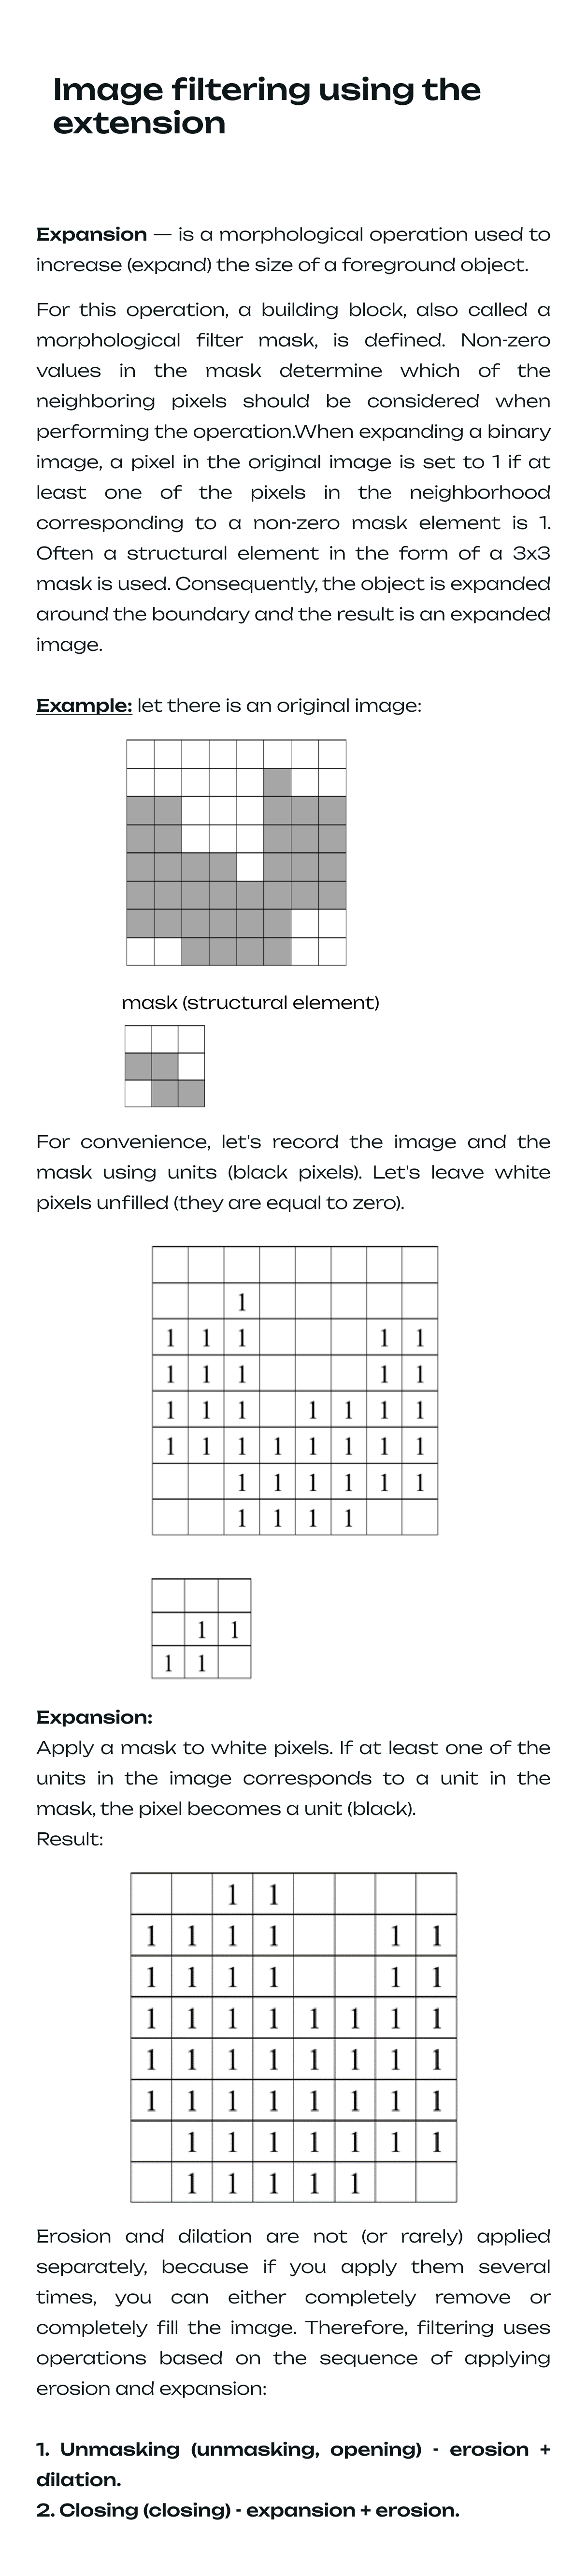 Image filtering using the
extension
Expansion — is a morphological operation used to
increase (expand) the size of a foreground object.
For this operation, a building block, also called a
morphological filter mask, is defined. Non-zero
values in the mask determine which of the
neighboring pixels should be considered when
performing the operation.When expanding a binary
image, a pixel in the original image is set to 1 if at
least one of the pixels in the neighborhood
corresponding to a non-zero mask element is 1.
Often a structural element in the form of a 3x3
mask is used. Consequently, the object is expanded
around the boundary and the result is an expanded
image.
Example: let there is an original image:
mask (structural element)
For convenience, let's record the image and the
mask using units (black pixels). Let's leave white
pixels unfilled (they are equal to zero).
1
1 1 1 1 1
1 1 1 1 1
1 1 1 1 1 1 1
1 1 1 1 1 1 1 1
1 1 1 1 1 1
1 1 1 1
1 1
1 1
Expansion:
Apply a mask to white pixels. If at least one of the
units in the image corresponds to a unit in the
mask, the pixel becomes a unit (black).
Result:
1 1
1 1 1 1 1 1
1 1 1 1 1 1
1 1 1 1 1 1 1 1
1 1 1 1 1 1 1 1
1 1 1 1 1 1 1 1
1 1 1 1 1 1 1
1 1 1 1 1
Erosion and dilation are not (or rarely) applied
separately, because if you apply them several
times, you can either completely remove or
completely fill the image. Therefore, filtering uses
operations based on the sequence of applying
erosion and expansion:
1. Unmasking (unmasking, opening) - erosion +
dilation.
2. Closing (closing) - expansion + erosion.